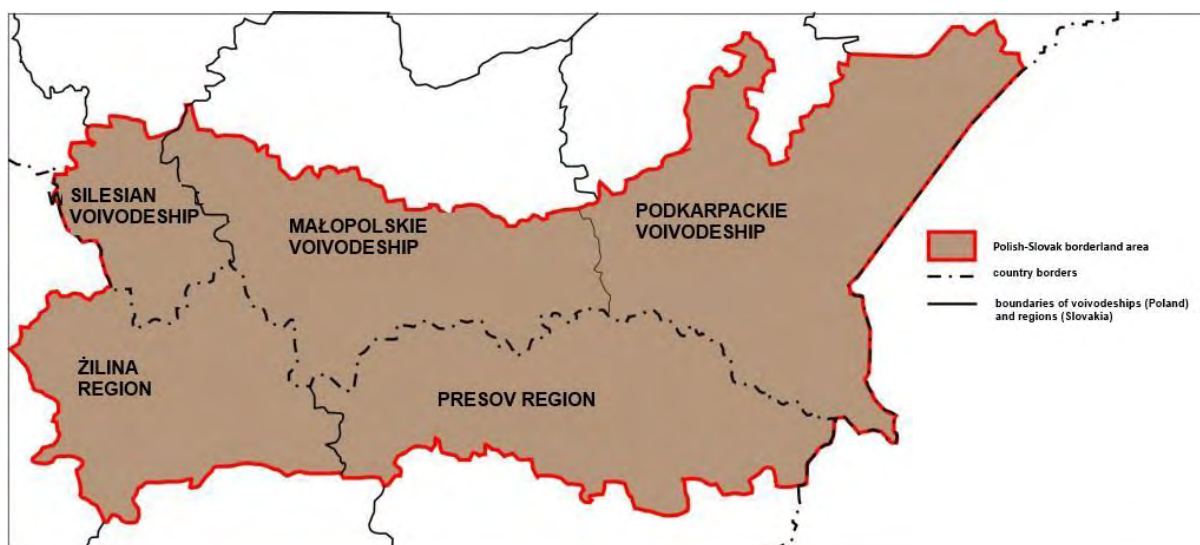 SILESIAN
VOIVODESHIP
MAŁOPOLSKIE
VOIVODESHIP
PODKARPACKIE
VOIVODESHIP
ŻILINA
REGION
PRESOV REGION
Polish-Slovak borderland area
country borders
boundaries of voivodeships (Poland)
and regions (Slovakia)